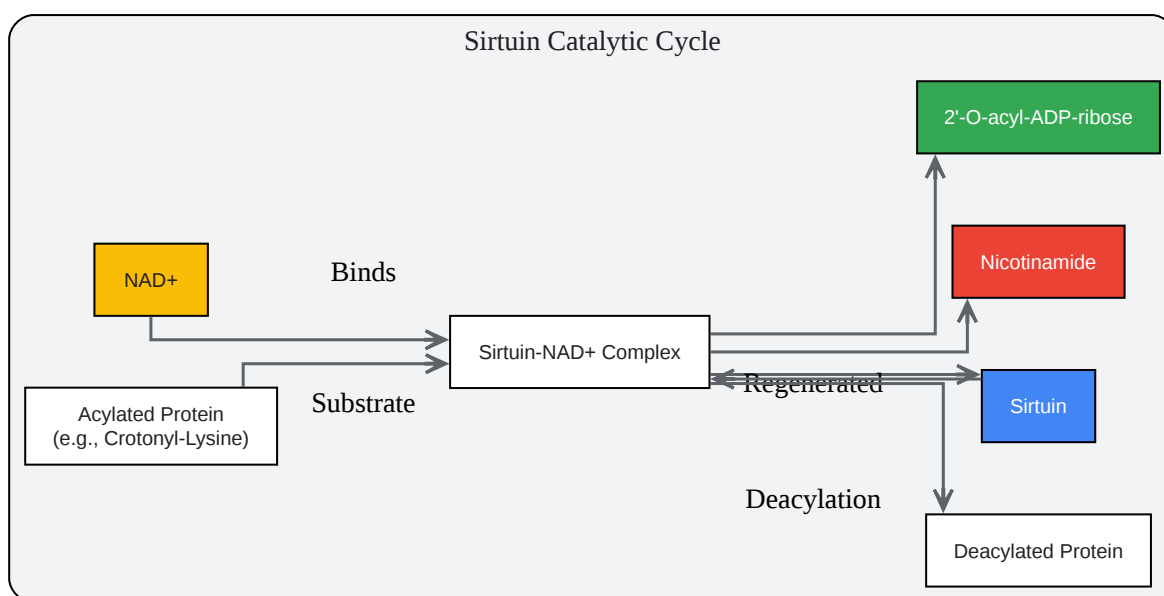 Sirtuin Catalytic Cycle
2'-O-acyl-ADP-ribose
Nicotinamide
NAD+
Binds
Sirtuin-NAD+ Complex
Regenerated
Substrate
Acylated Protein
(e.g., Crotonyl-Lysine)
Sirtuin
Deacylation
Deacylated Protein